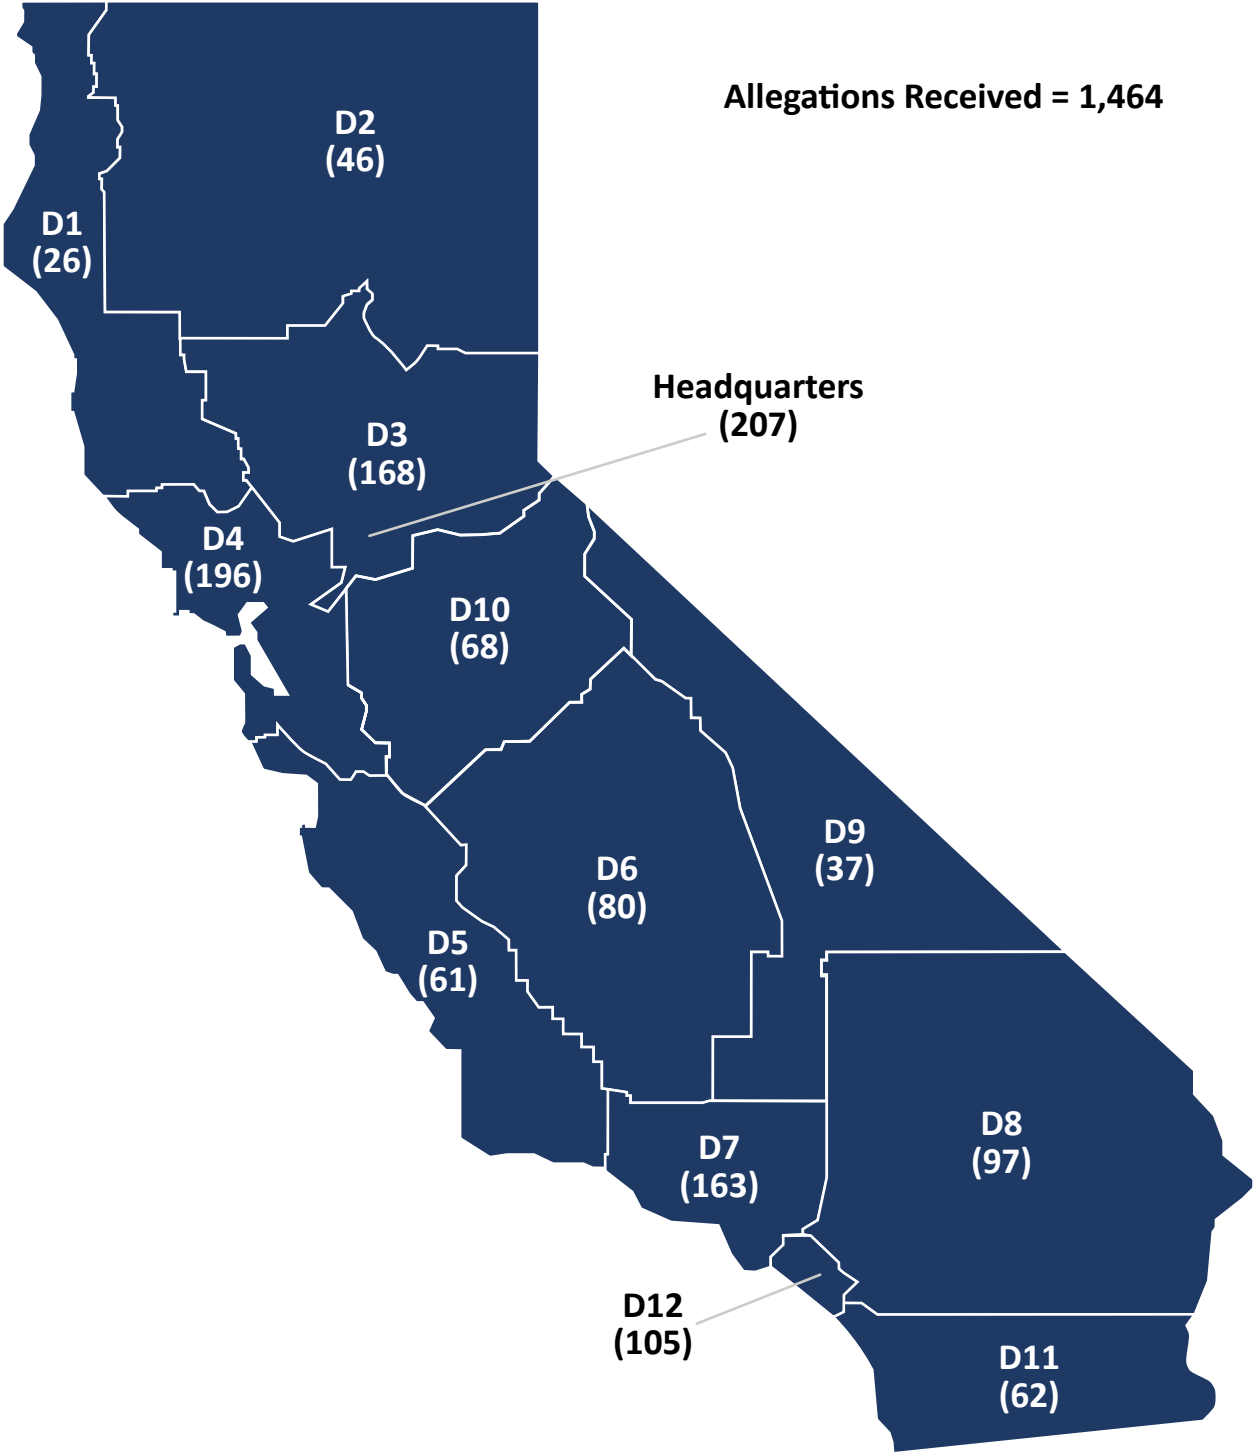 Allegations Received = 1,464
D2
(46)
D1
(26)
Headquarters
(207)
D3
(168)
D4
(196)
D10
(68)
D9
(37)
D6
(80)
D5
(61)
D8
(97)
D7
(163)
D12
(105)
D11
(62)